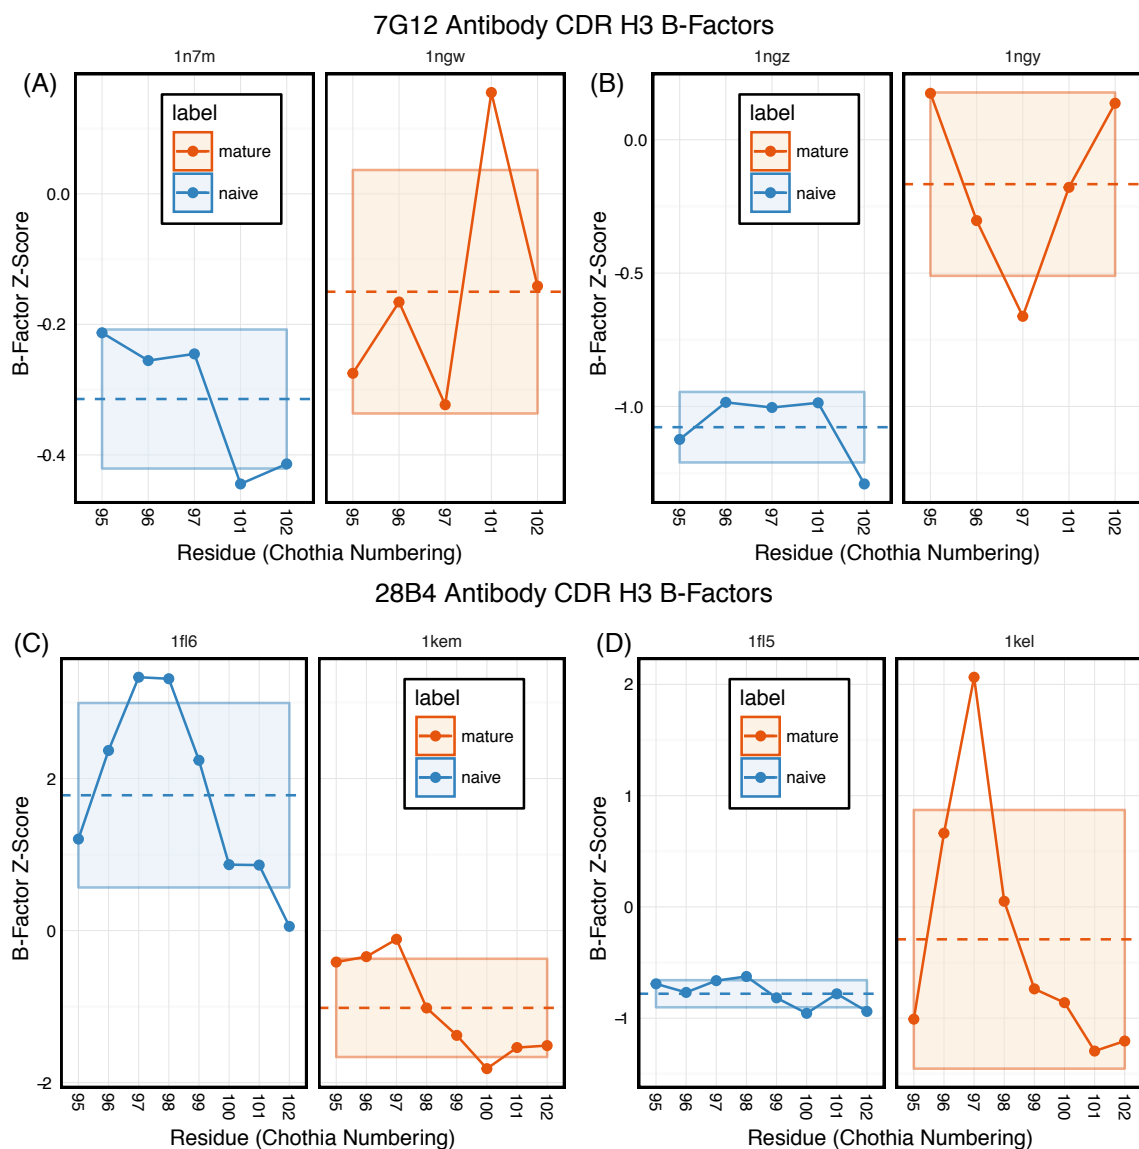 7G12 Antibody CDR H3 B-Factors
(A)
1n7m
1ngw
label
mature
naive
0.0
-0.2
-0.4
B-Factor Z-Score
95
96
97
101
102
95
96
97
101
102
Residue (Chothia Numbering)
(B)
1ngz
1ngy
label
mature
naive
0.0
-0.5
-1.0
B-Factor Z-Score
95
96
97
101
102
95
96
97
101
102
Residue (Chothia Numbering)
28B4 Antibody CDR H3 B-Factors
(C)
1fl6
1kem
label
mature
naive
2
0
-2
B-Factor Z-Score
95
96
97
98
99
100
101
102
95
96
97
98
99
100
101
102
Residue (Chothia Numbering)
(D)
1fl5
1kel
label
mature
naive
2
1
0
-1
B-Factor Z-Score
95
96
97
98
99
100
101
102
95
96
97
98
99
100
101
102
Residue (Chothia Numbering)